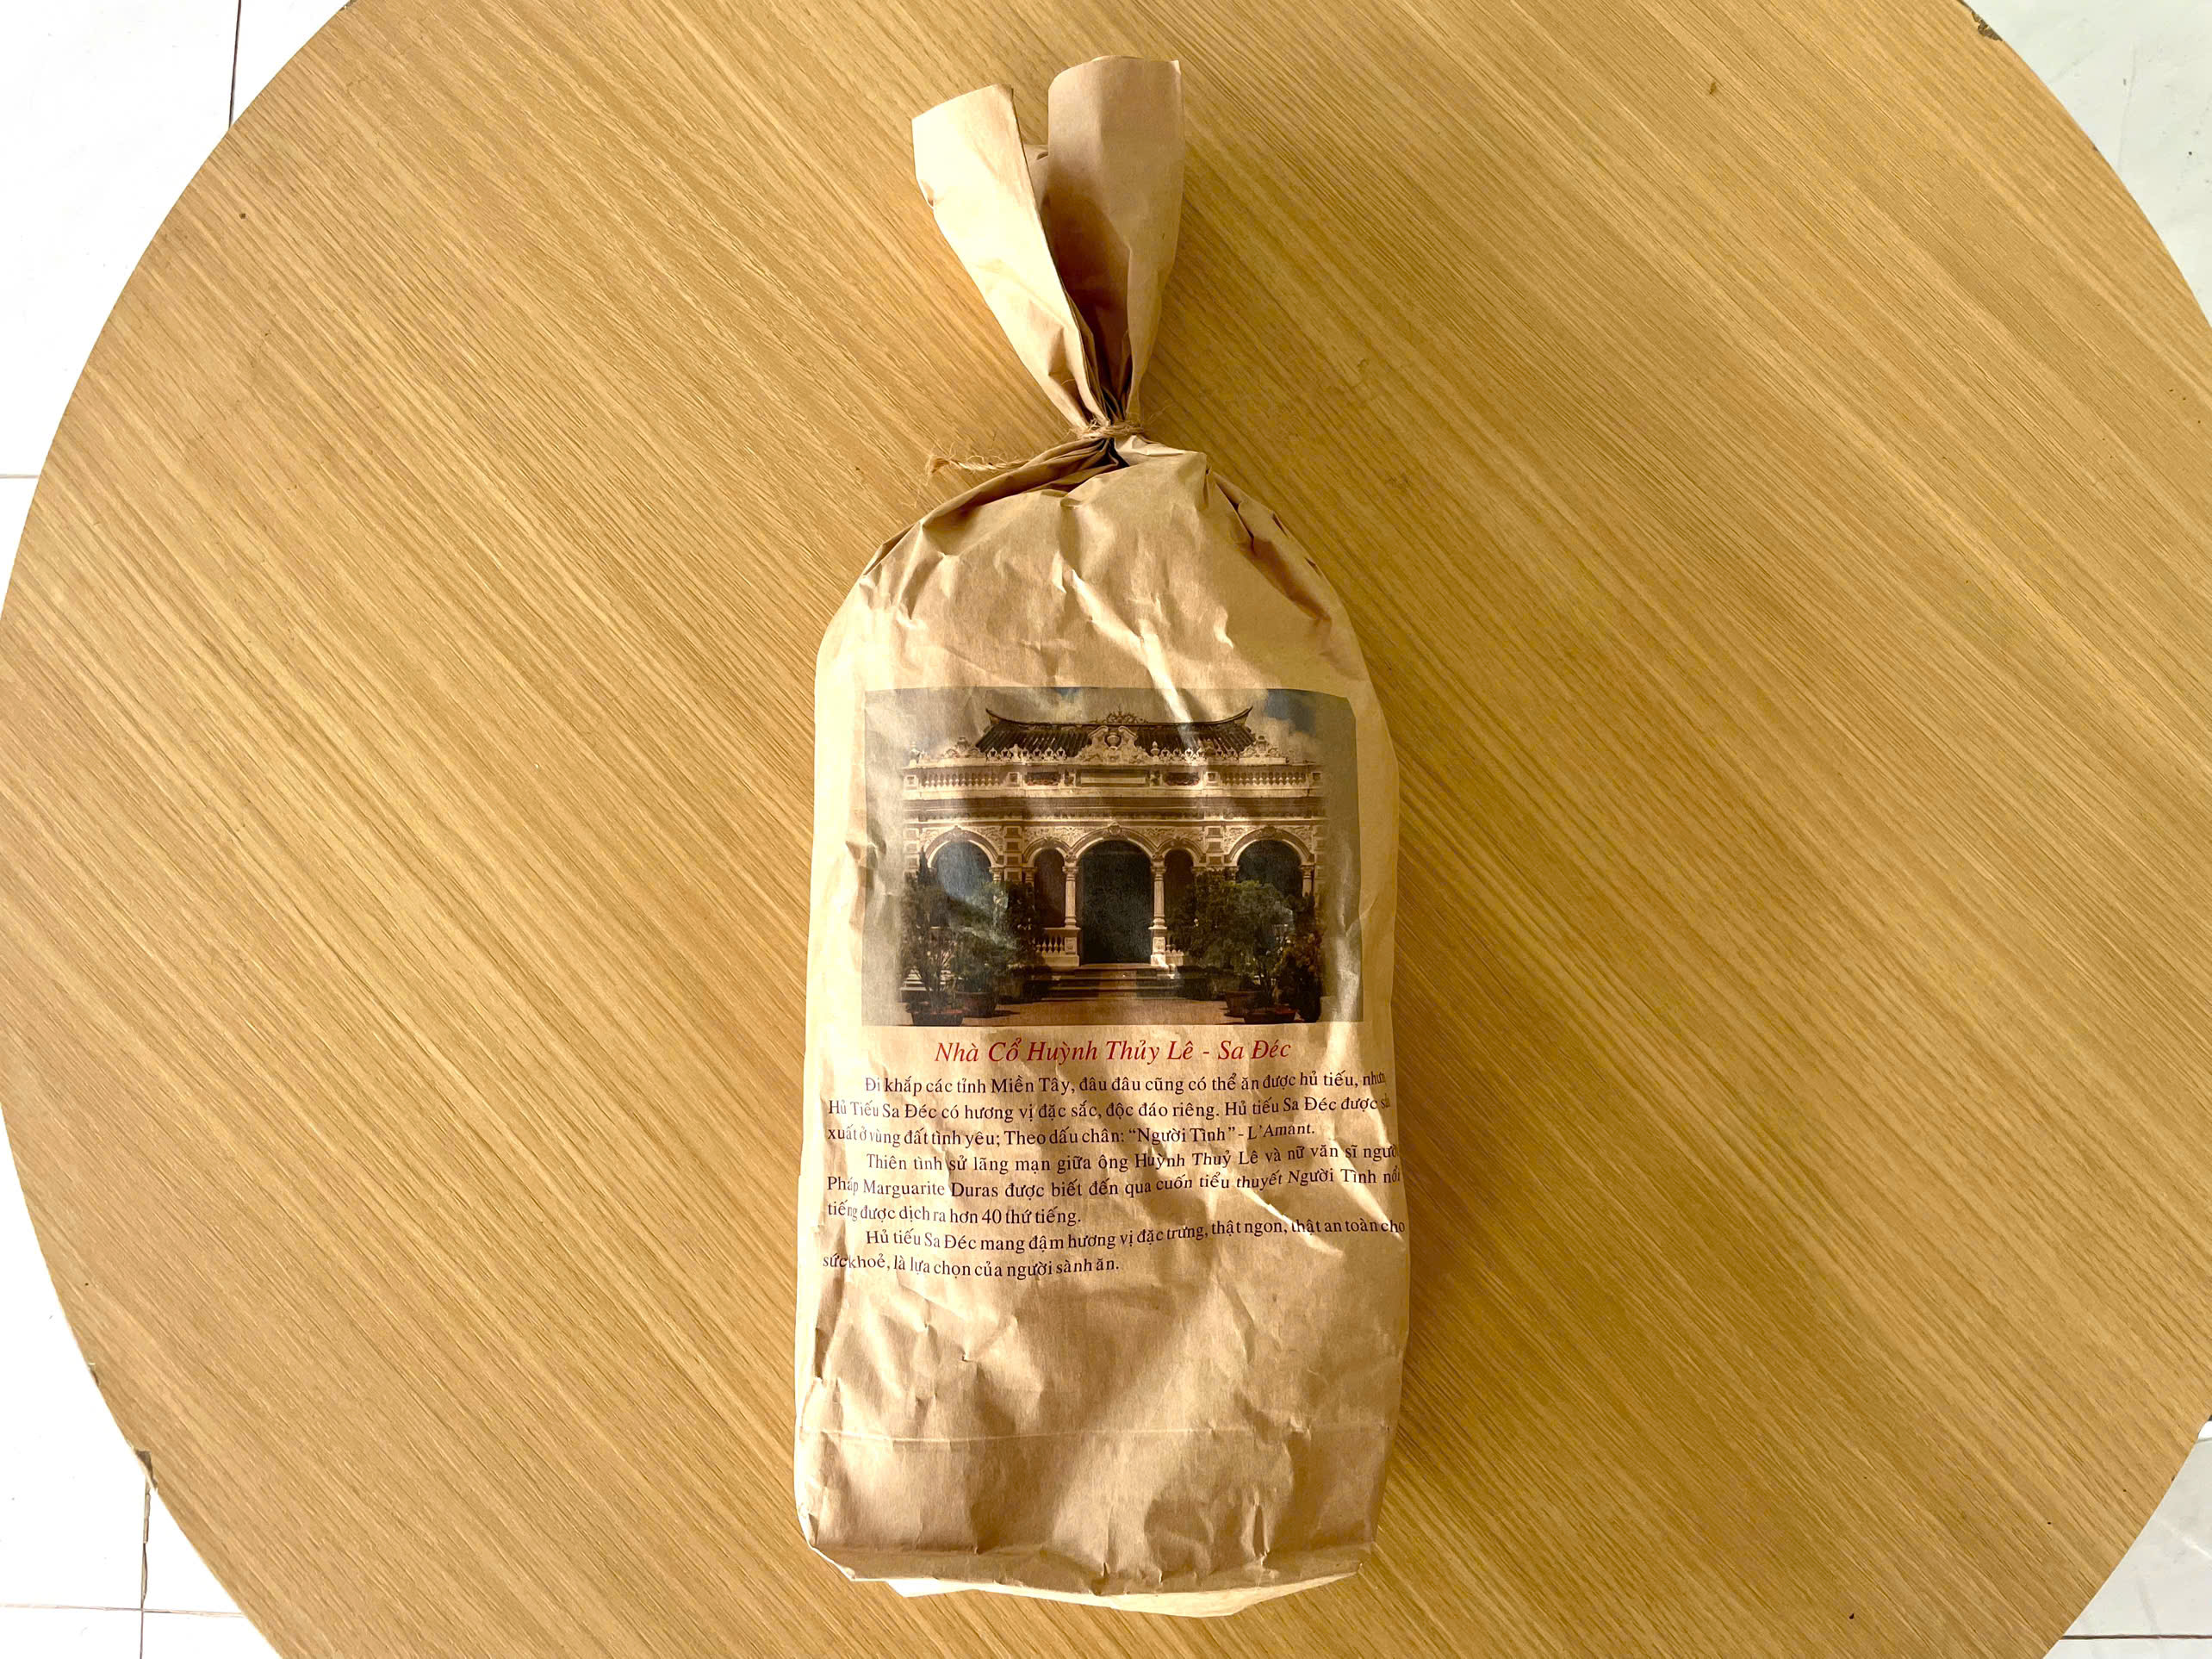 Nhà Cổ Huỳnh Thủy Lê - Sa Đéc
Đi khắp các tỉnh Miền Tây, đâu đâu cũng có thể ăn được hủ tiếu, nhưng
Hủ Tiếu Sa Đéc có hương vị đặc sắc, độc đáo riêng. Hủ tiếu Sa Đéc được
xuất ở vùng đất tình yêu; Theo dấu chân: “Người Tình” - L’Amant.
Thiên tình sử lãng mạn giữa ông Huỳnh Thuỷ Lê và nữ văn sĩ người
Pháp Marguarite Duras được biết đến qua cuốn tiểu thuyết Người Tình nổi
tiếng được dịch ra hơn 40 thứ tiếng.
Hủ tiếu Sa Đéc mang đậm hương vị đặc trưng, thật ngon, thật an toàn cho
sức khoẻ, là lựa chọn của người sành ăn.